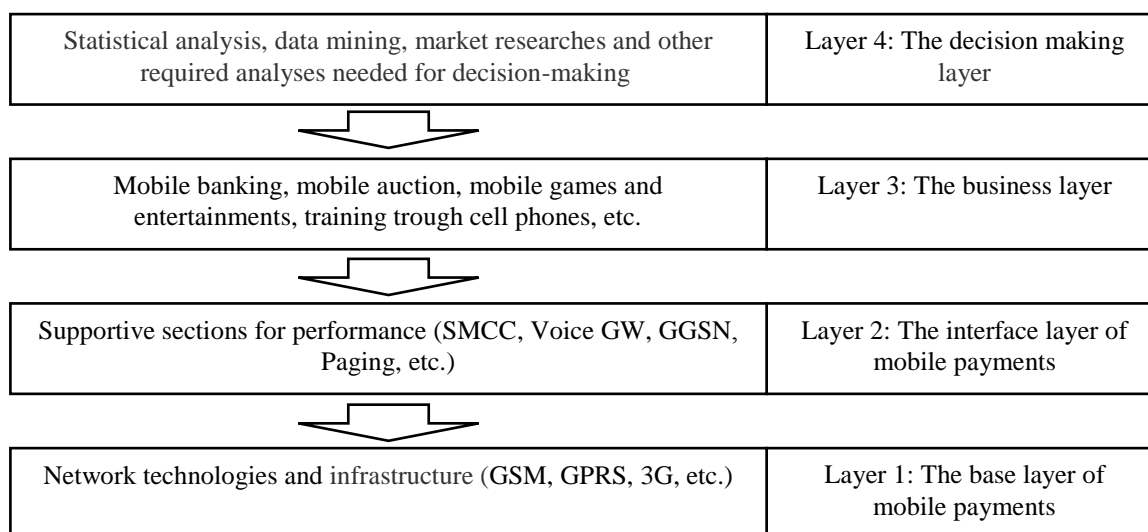 Statistical analysis, data mining, market researches and other
required analyses needed for decision-making
Layer 4: The decision making
layer
Mobile banking, mobile auction, mobile games and
entertainments, training trough cell phones, etc.
Layer 3: The business layer
Supportive sections for performance (SMCC, Voice GW, GGSN,
Paging, etc.)
Layer 2: The interface layer of
mobile payments
Network technologies and infrastructure (GSM, GPRS, 3G, etc.)
Layer 1: The base layer of
mobile payments